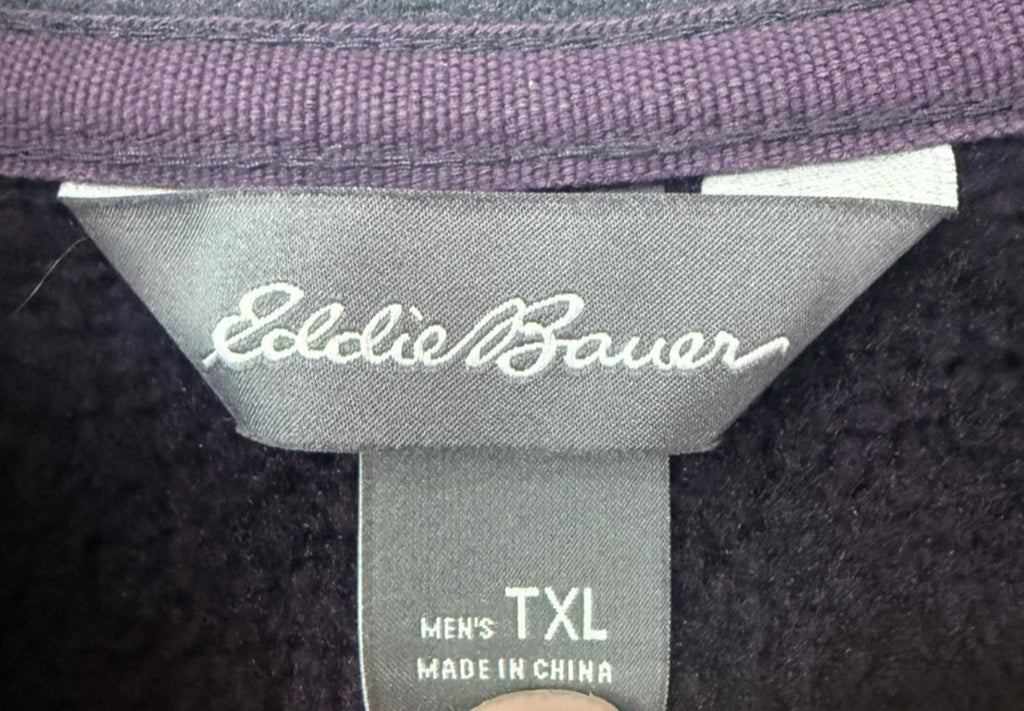 Eddie Bauer
MEN'S TXL
MADE IN CHINA